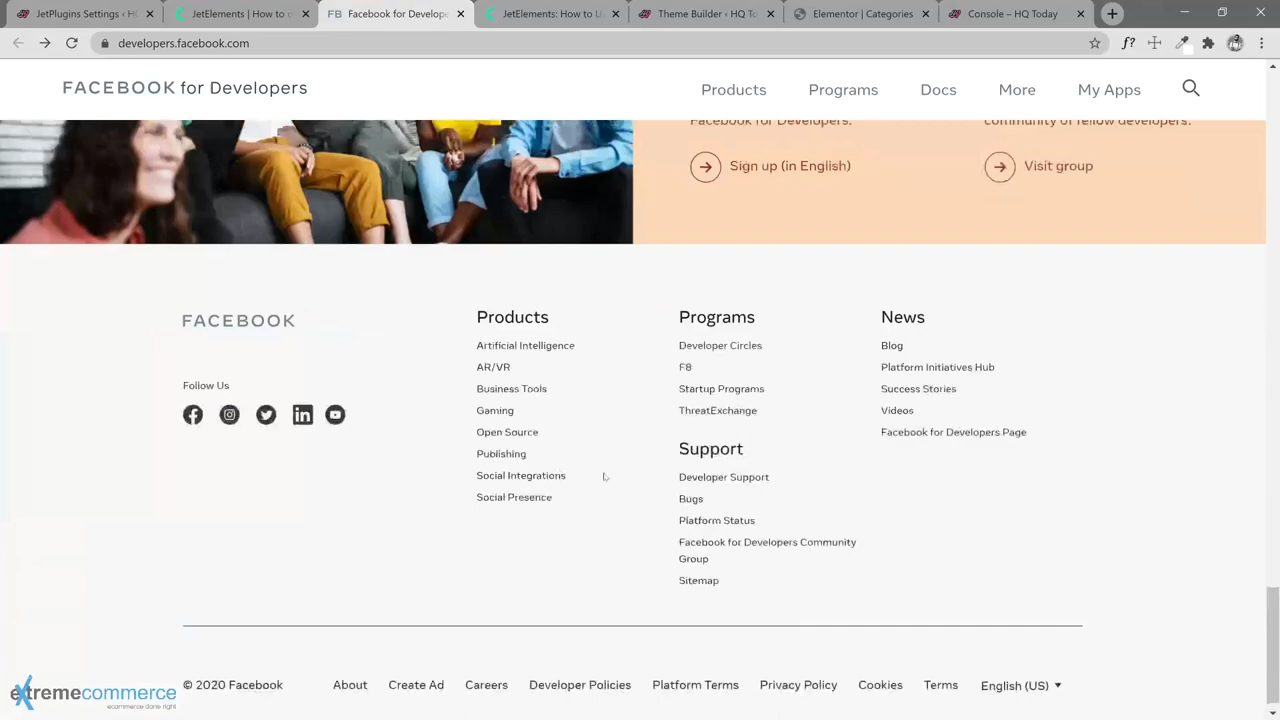 JetPlugins Settings – H
JetElements | How to c
Facebook for Develope
JetElements: How to U
Theme Builder ‹ HQ To
Elementor | Categories
Console – HQ Today
developers.facebook.com
FACEBOOK for Developers
Products
Programs
Docs
More
My Apps
Facebook for Developers.
community of fellow developers.
Sign up (in English)
Visit group
FACEBOOK
Follow Us
Products
Artificial Intelligence
AR/VR
Business Tools
Gaming
Open Source
Publishing
Social Integrations
Social Presence
Programs
Developer Circles
F8
Startup Programs
ThreatExchange
Support
Developer Support
Bugs
Platform Status
Facebook for Developers Community
Group
Sitemap
News
Blog
Platform Initiatives Hub
Success Stories
Videos
Facebook for Developers Page
© 2020 Facebook
About
Create Ad
Careers
Developer Policies
Platform Terms
Privacy Policy
Cookies
Terms
English (US)
extremecommerce
ecommerce done right